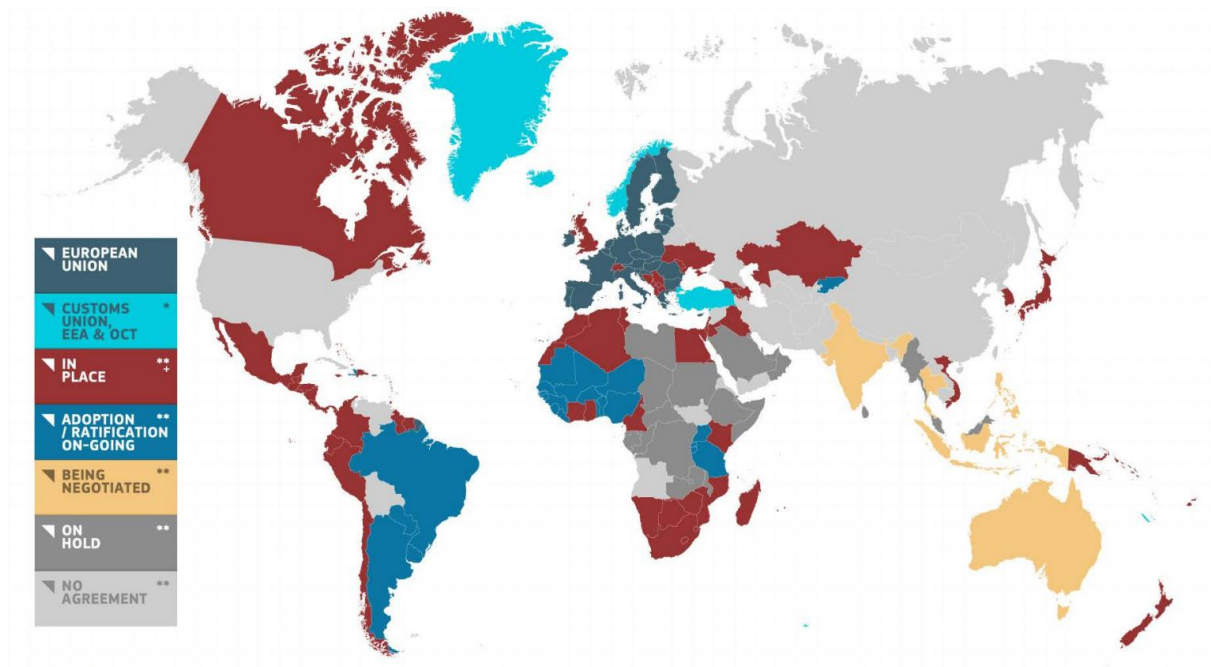 EUROPEAN
UNION
CUSTOMS *
UNION,
EEA & OCT
IN **
PLACE +
ADOPTION **
/ RATIFICATION
ON-GOING
BEING **
NEGOTIATED
ON **
HOLD
NO **
AGREEMENT